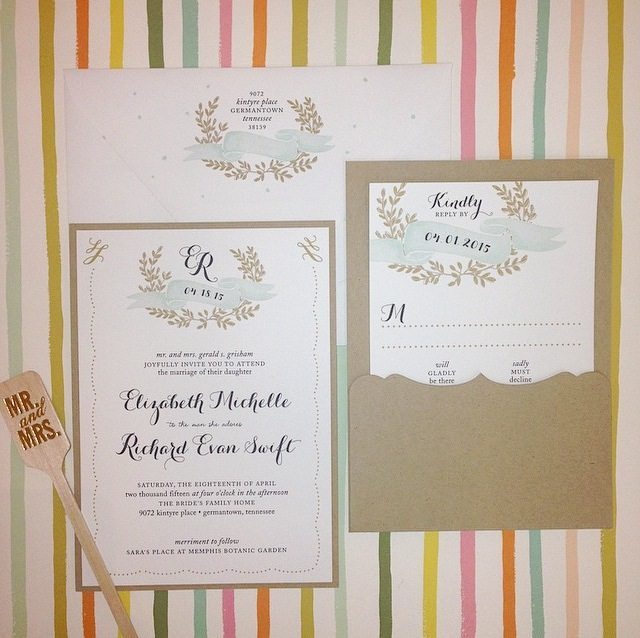 9072
kintyre place
GERMANTOWN
tennessee
38139
Kindly
REPLY BY
04.01.2015
M
will
GLADLY
be there
sadly
MUST
decline
ER
04.18.15
mr. and mrs. gerald s. grisham
JOYFULLY INVITE YOU TO ATTEND
the marriage of their daughter
Elizabeth Michelle
to the man she adores
Richard Evan Swift
SATURDAY, THE EIGHTEENTH OF APRIL
two thousand fifteen at four o'clock in the afternoon
THE BRIDE'S FAMILY HOME
9072 kintyre place • germantown, tennessee
merriment to follow
SARA'S PLACE AT MEMPHIS BOTANIC GARDEN
MR.
and
MRS.